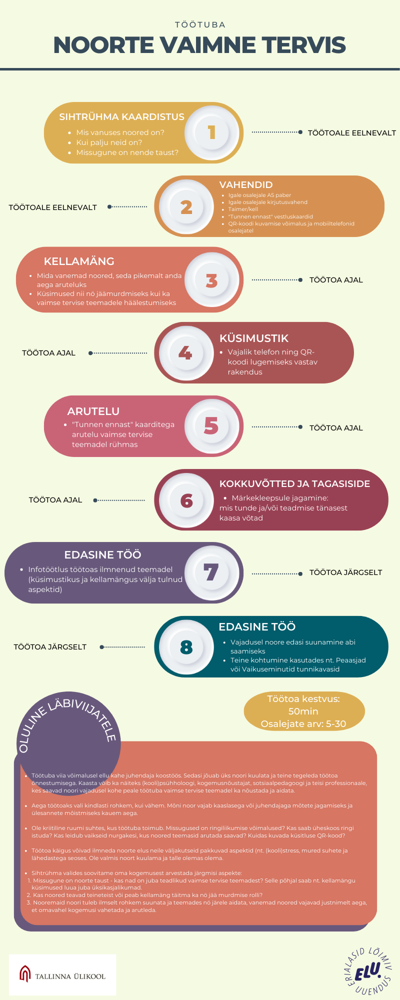 TÖÖTUBA
NOORTE VAIMNE TERVIS
SIHTRÜHMA KAARDISTUS
• Mis vanuses noored on?
• Kui palju neid on?
• Missugune on nende taust?
1
TÖÖTOALE EELNEVALT
TÖÖTOALE EELNEVALT
2
VAHENDID
• Igale osalejale A5 paber
• Igale osalejale kirjutusvahend
• Taimer/kell
• "Tunnen ennast" vestluskaardid
• QR-koodi kuvamise võimalus ja mobiiltelefonid
osalejatel
KELLAMÄNG
• Mida vanemad noored, seda pikemalt anda
aega aruteluks
• Küsimused nii nö jäämurdmiseks kui ka
vaimse tervise teemadele häälestumiseks
3
TÖÖTOA AJAL
TÖÖTOA AJAL
4
KÜSIMUSTIK
• Vajalik telefon ning QR-
koodi lugemiseks vastav
rakendus
ARUTELU
• "Tunnen ennast" kaarditega
arutelu vaimse tervise
teemadel rühmas
5
TÖÖTOA AJAL
TÖÖTOA AJAL
6
KOKKUVÕTTED JA TAGASISIDE
• Märkekleepsule jagamine:
mis tunde ja/või teadmise tänasest
kaasa võtad
EDASINE TÖÖ
• Infotöötlus töötoas ilmnenud teemadel
(küsimustikus ja kellamängus välja tulnud
aspektid)
7
TÖÖTOA JÄRGSELT
TÖÖTOA JÄRGSELT
8
EDASINE TÖÖ
• Vajadusel noore edasi suunamine abi
saamiseks
• Teine kohtumine kasutades nt. Peaasjad
või Vaikuseminutid tunnikavasid
OLULINE LÄBIVIIJATELE
Töötoa kestvus:
50min
Osalejate arv: 5-30
• Töötuba viia võimalusel ellu kahe juhendaja koostöös. Sedasi jõuab üks noori kuulata ja teine tegeleda töötoa
õnnestumisega. Kaasta võib ka näiteks (kooli)psühholoogi, kogemusnõustajat, sotsiaalpedagoogi ja teisi professionaale,
kes saavad noori vajadusel kohe peale töötuba vaimse tervise teemadel ka nõustada ja aidata.
• Aega töötoaks vali kindlasti rohkem, kui vähem. Mõni noor vajab kaaslasega või juhendajaga mõtete jagamiseks ja
ülesannete mõistmiseks kauem aega.
• Ole kriitiline ruumi suhtes, kus töötuba toimub. Missugused on ringiliikumise võimalused? Kas saab üheskoos ringi
istuda? Kas leidub vaikseid nurgakesi, kus noored teemasid arutada saavad? Kuidas kuvada küsitluse QR-kood?
• Töötoa käigus võivad ilmneda noorte elus neile väljakutseid pakkuvad aspektid (nt. (kooli)stress, mured suhete ja
lähedastega seoses. Ole valmis noort kuulama ja talle olemas olema.
• Sihtrühma valides soovitame oma kogemusest arvestada järgmisi aspekte:
1. Missugune on noorte taust - kas nad on juba teadlikud vaimse tervise teemadest? Selle põhjal saab nt. kellamängu
küsimused luua juba üksikasjalikumad.
2. Kas noored teavad teineteist või peab kellamäng täitma ka nö jää murdmise rolli?
3. Nooremaid noori tuleb ilmselt rohkem suunata ja teemades nö järele aidata, vanemad noored vajavad justnimelt aega,
et omavahel kogemusi vahetada ja arutleda.
TALLINNA ÜLIKOOL
ERIALASID LÕIMIV UUENDUS
ELU.